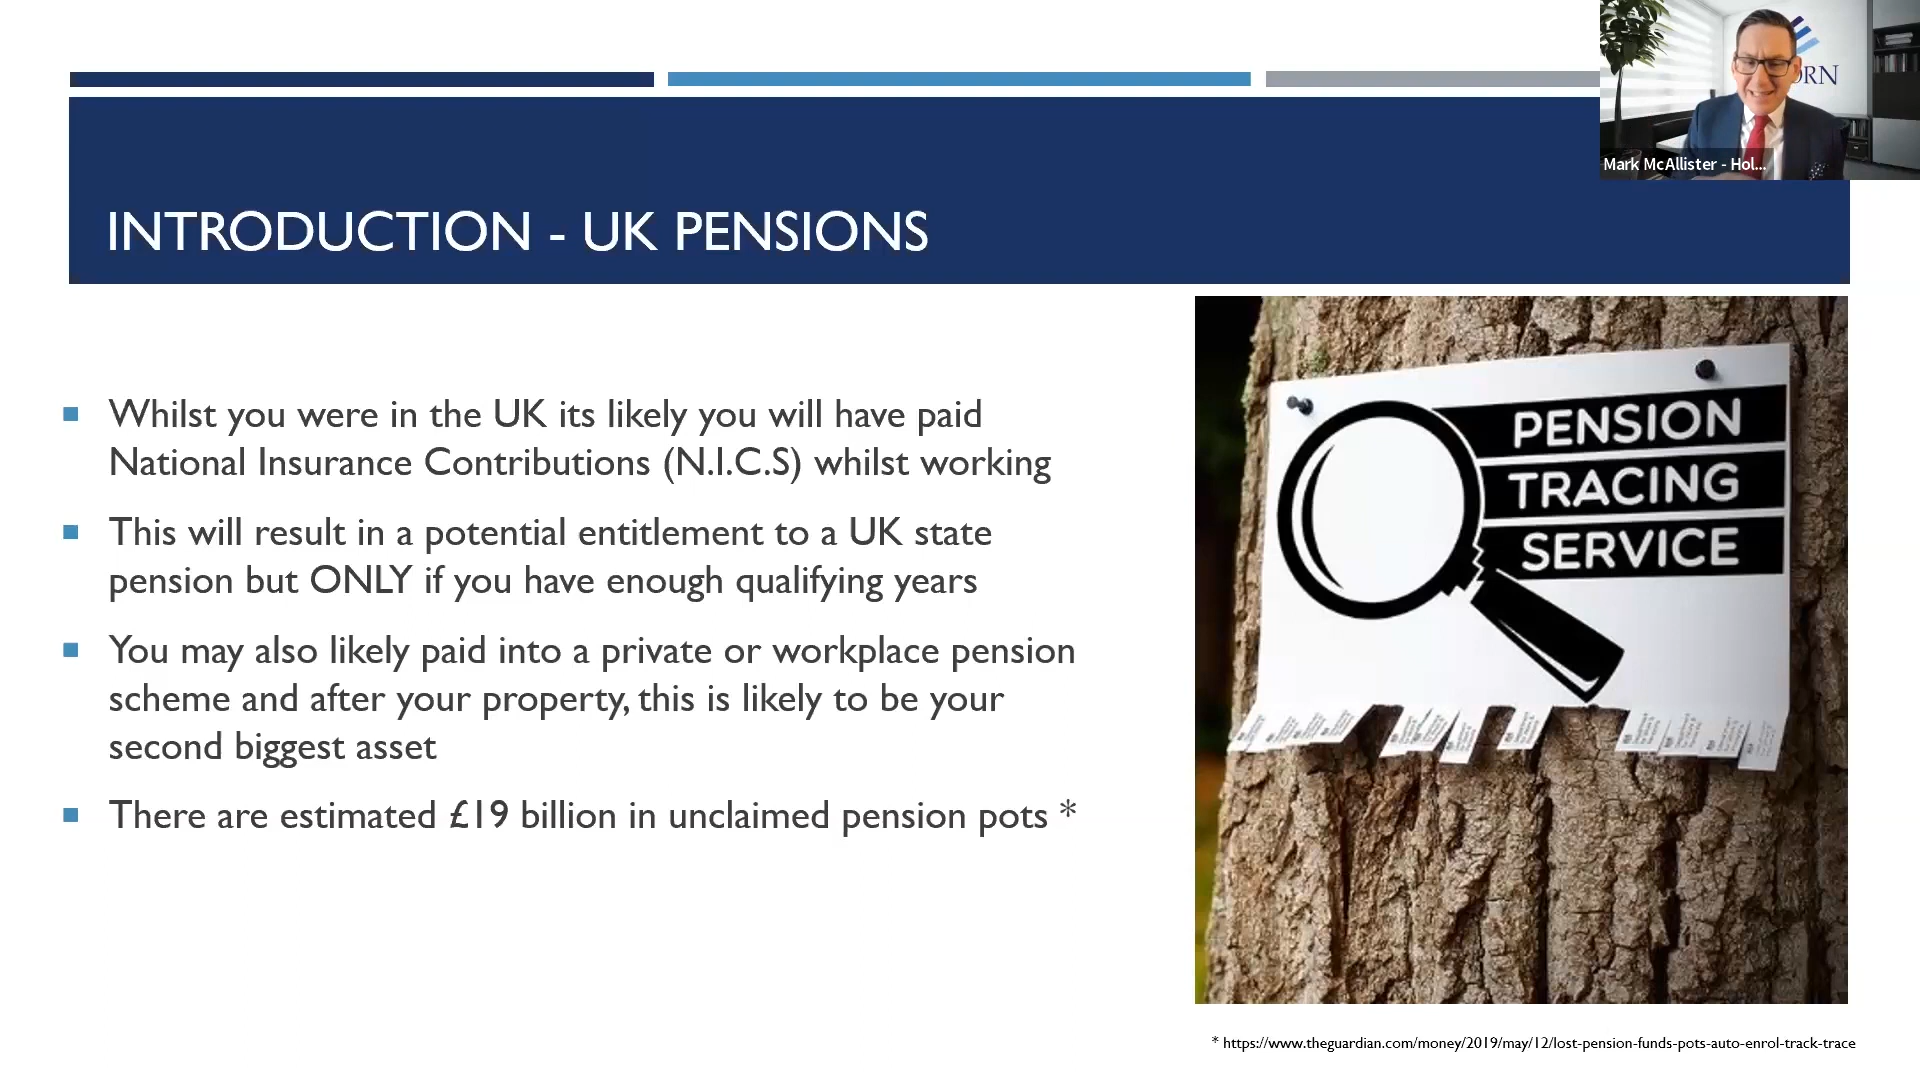 ORN
Mark McAllister - Hol...
INTRODUCTION - UK PENSIONS
Whilst you were in the UK its likely you will have paid
National Insurance Contributions (N.I.C.S) whilst working
This will result in a potential entitlement to a UK state
pension but ONLY if you have enough qualifying years
You may also likely paid into a private or workplace pension
scheme and after your property, this is likely to be your
second biggest asset
There are estimated £19 billion in unclaimed pension pots *
PENSION
TRACING
SERVICE
* https://www.theguardian.com/money/2019/may/12/lost-pension-funds-pots-auto-enrol-track-trace